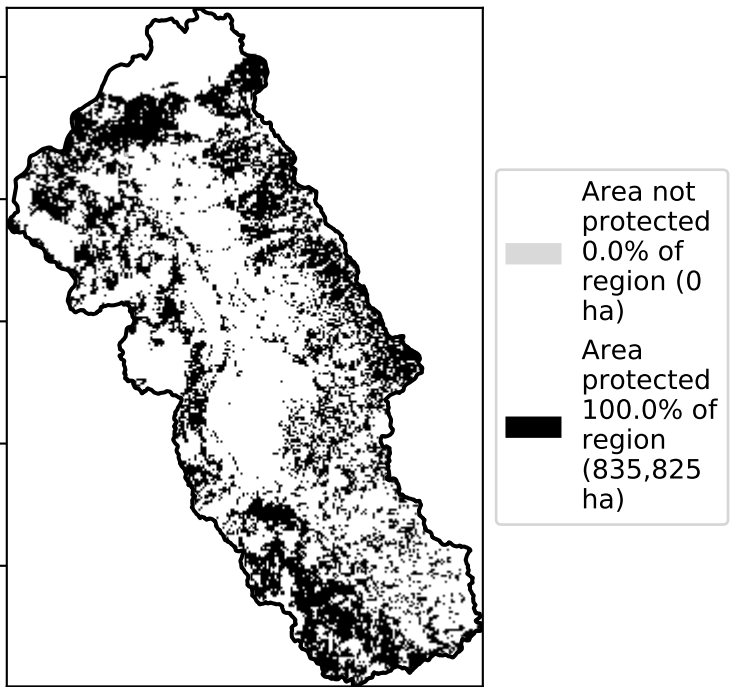 Area not
protected
0.0% of
region (0
ha)
Area
protected
100.0% of
region
(835,825
ha)